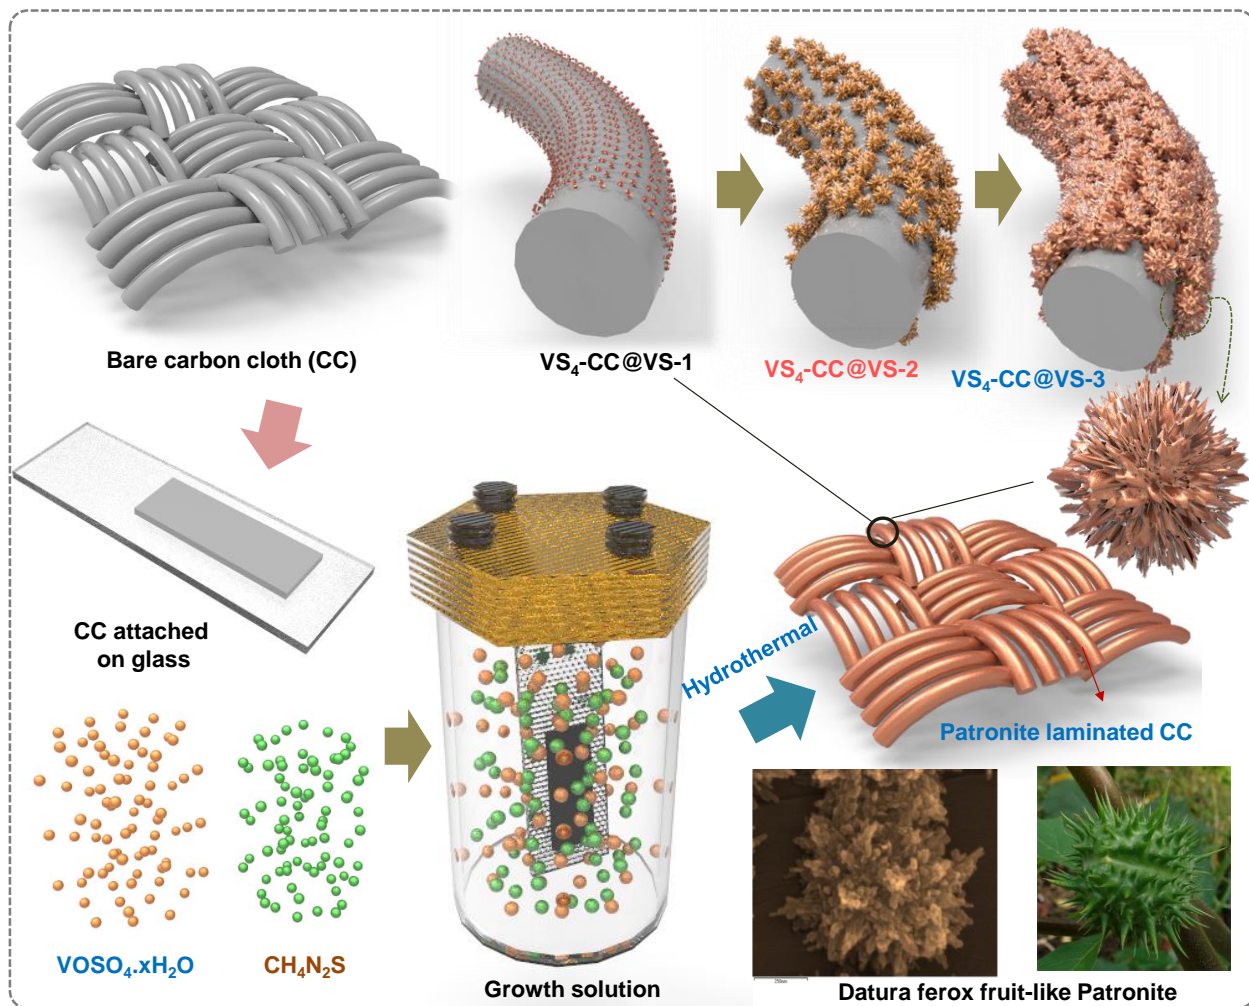 Bare carbon cloth (CC)
VS₄-CC@VS-1
VS₄-CC@VS-2
VS₄-CC@VS-3
CC attached
on glass
Hydrothermal
Patronite laminated CC
VOSO₄.xH₂O
CH₄N₂S
Growth solution
250nm
Datura ferox fruit-like Patronite